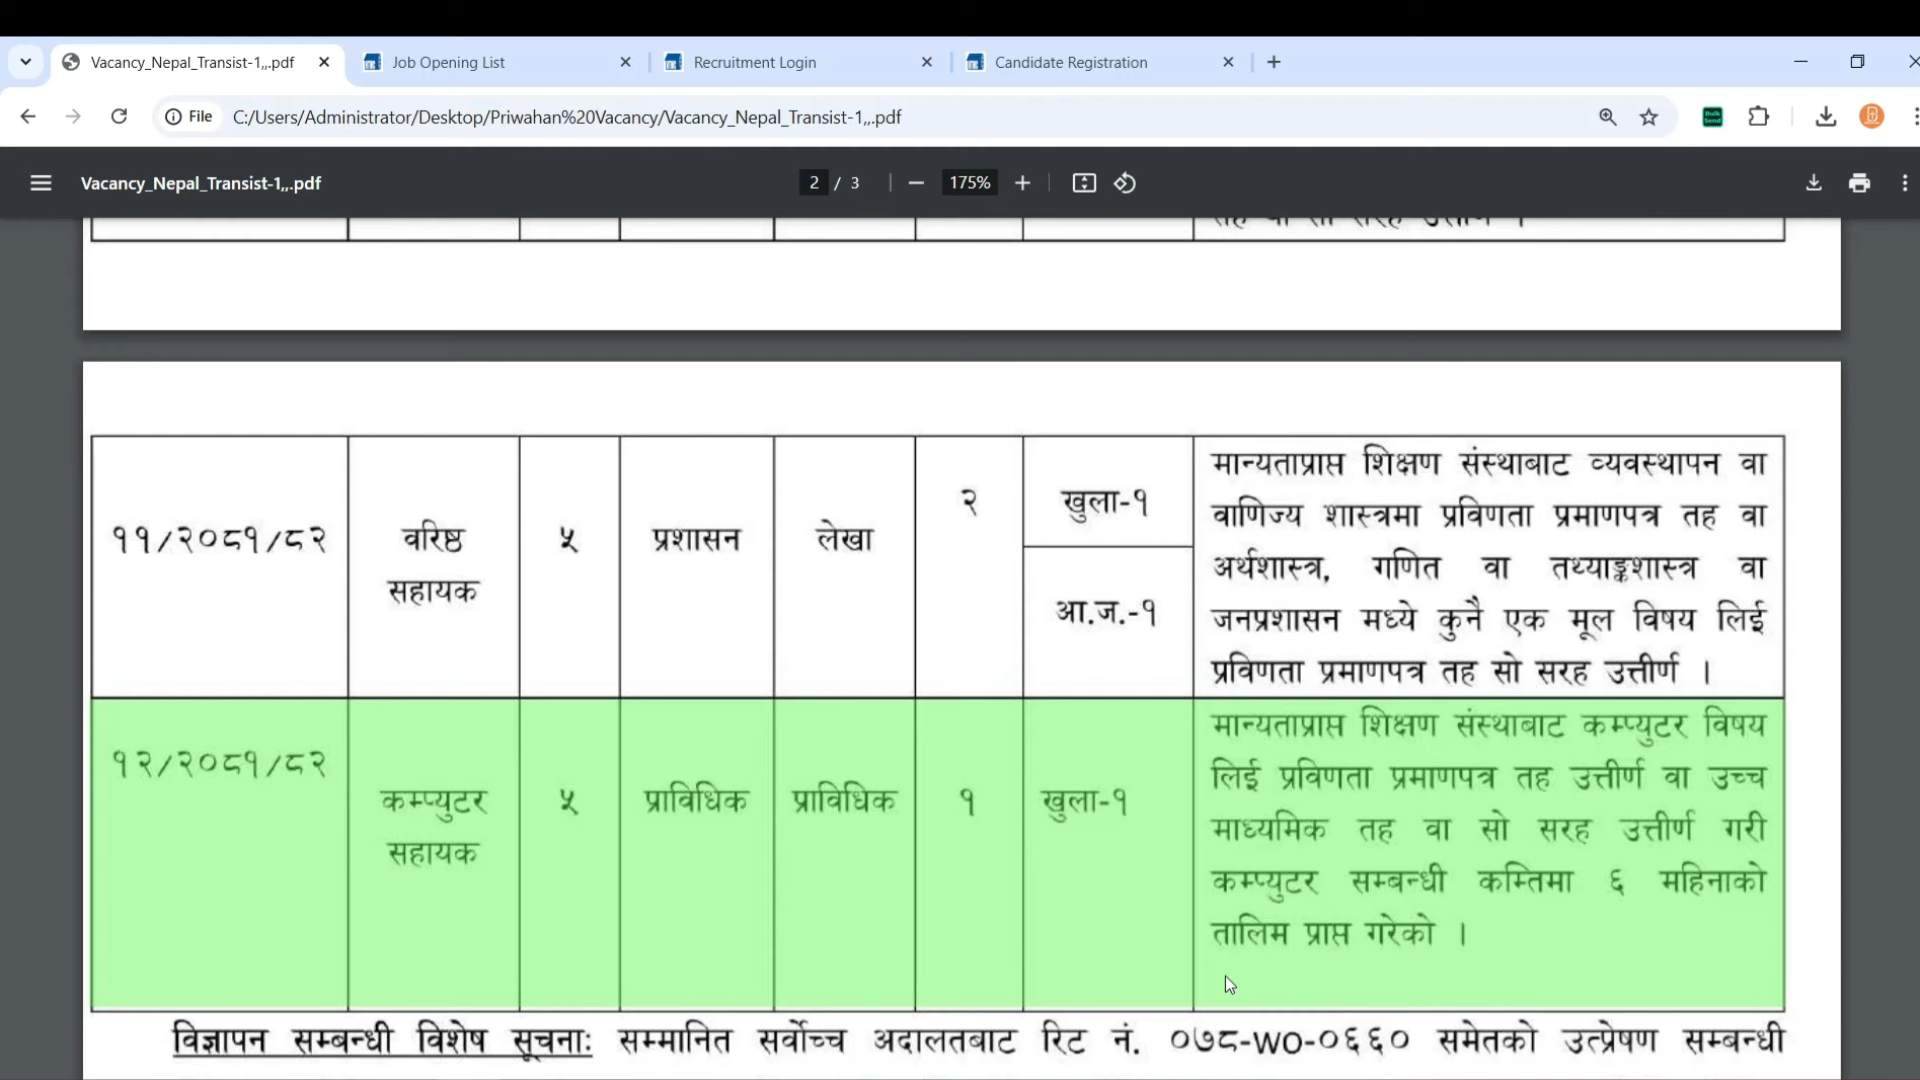 Vacancy_Nepal_Transist-1,,.pdf
Job Opening List
Recruitment Login
Candidate Registration
File
C:/Users/Administrator/Desktop/Priwahan%20Vacancy/Vacancy_Nepal_Transist-1,,.pdf
Vacancy_Nepal_Transist-1,,.pdf
2 / 3
175%
तह वा सो सरह उत्तीर्ण ।
११/२०८१/८२
वरिष्ठ
सहायक
५
प्रशासन
लेखा
२
खुला-१
आ.ज.-१
मान्यताप्राप्त शिक्षण संस्थाबाट व्यवस्थापन वा
वाणिज्य शास्त्रमा प्रविणता प्रमाणपत्र तह वा
अर्थशास्त्र, गणित वा तथ्याङ्कशास्त्र वा
जनप्रशासन मध्ये कुनै एक मूल विषय लिई
प्रविणता प्रमाणपत्र तह सो सरह उत्तीर्ण ।
१२/२०८१/८२
कम्प्युटर
सहायक
५
प्राविधिक
प्राविधिक
१
खुला-१
मान्यताप्राप्त शिक्षण संस्थाबाट कम्प्युटर विषय
लिई प्रविणता प्रमाणपत्र तह उत्तीर्ण वा उच्च
माध्यमिक तह वा सो सरह उत्तीर्ण गरी
कम्प्युटर सम्बन्धी कम्तिमा ६ महिनाको
तालिम प्राप्त गरेको ।
विज्ञापन सम्बन्धी विशेष सूचनाः सम्मानित सर्वोच्च अदालतबाट रिट नं. ०७८-WO-०६६० समेतको उत्प्रेषण सम्बन्धी